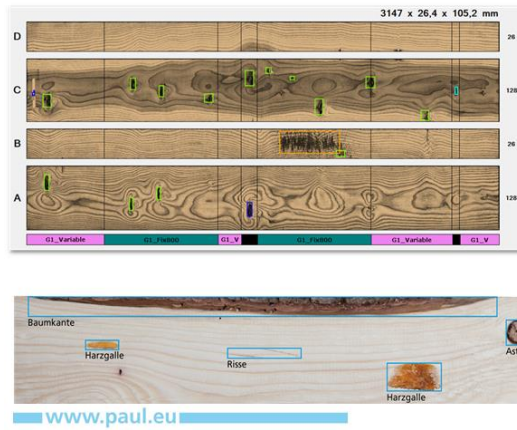 3147 x 26,4 x 105,2 mm
D
26
C
128
B
26
A
128
G1_Variable G1_Fix800 G1_V G1_Fix800 G1_Variable G1_V
Baumkante
Harzgalle
Risse
Harzgalle
Ast
www.paul.eu